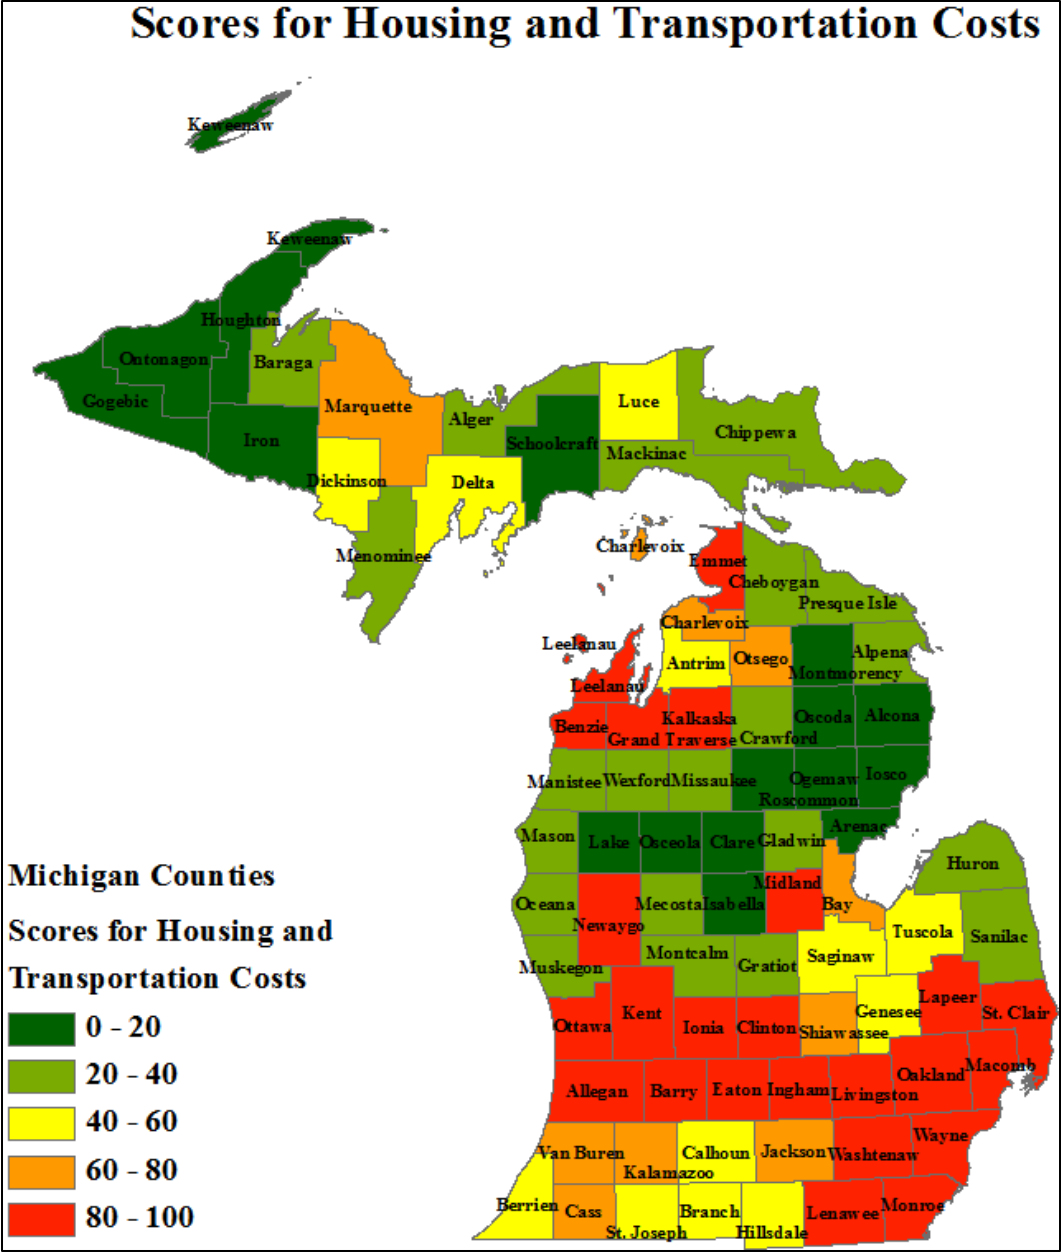 Scores for Housing and Transportation Costs
Keweenaw
Keweenaw
Houghton
Ontonagon
Baraga
Gogebic
Marquette
Luce
Alger
Iron
Chippewa
Schoolcraft
Mackinac
Dickinson
Delta
Charlevoix
Menominee
Emmet
Cheboygan
Presque Isle
Charlevoix
Leelanau
Alpena
Antrim
Otsego
Montmorency
Leelanau
Benzie
Kalkaska
Oscoda
Alcona
Grand Traverse
Crawford
Manistee
Wexford
Missaukee
Ogemaw
Iosco
Roscommon
Mason
Lake
Osceola
Clare
Gladwin
Arenac
Huron
Midland
Oceana
Mecosta
Isabella
Bay
Newaygo
Tuscola
Sanilac
Muskegon
Montcalm
Gratiot
Saginaw
Lapeer
Kent
Genesee
St. Clair
Ottawa
Ionia
Clinton
Shiawassee
Macomb
Oakland
Allegan
Barry
Eaton
Ingham
Livingston
Wayne
Van Buren
Calhoun
Jackson
Washtenaw
Kalamazoo
Berrien
Cass
Branch
Lenawee
Monroe
St. Joseph
Hillsdale
Michigan Counties
Scores for Housing and
Transportation Costs
0 - 20
20 - 40
40 - 60
60 - 80
80 - 100